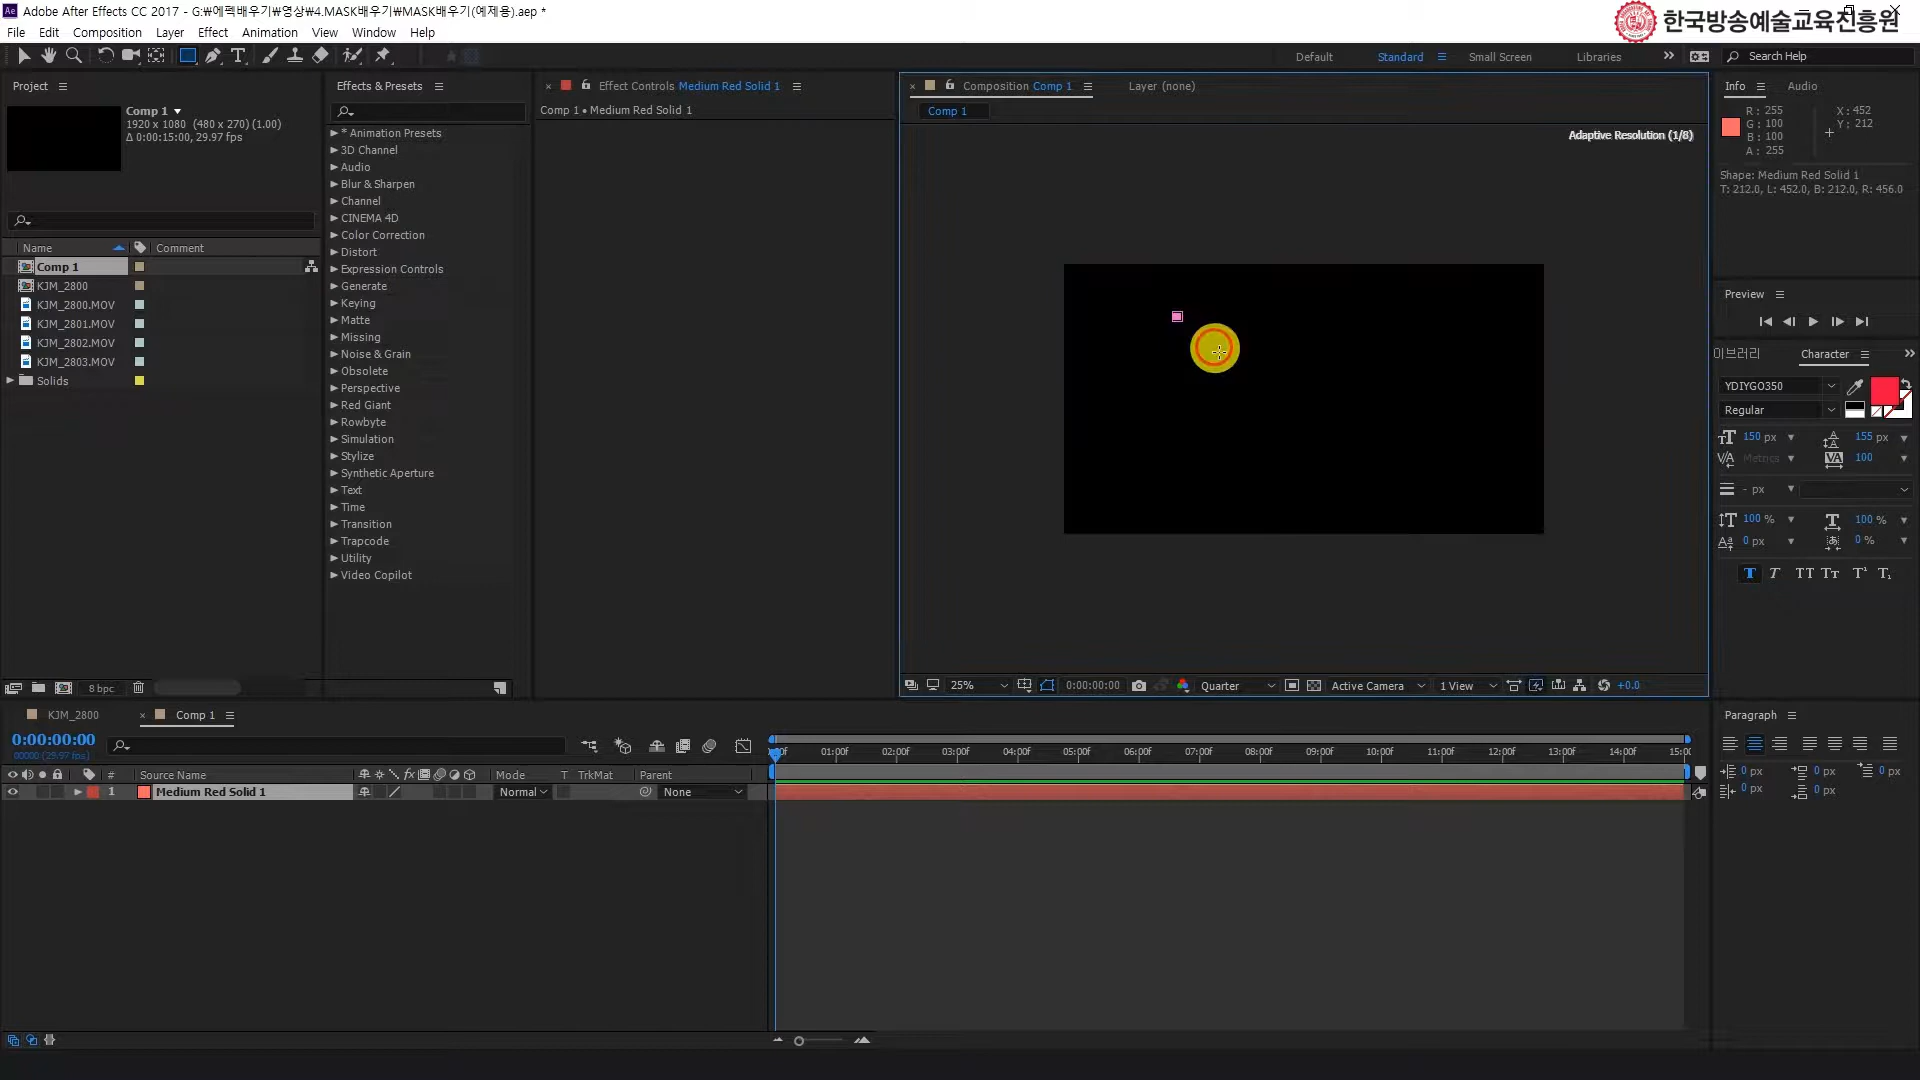 Adobe After Effects CC 2017 - G:₩에펙배우기₩영상₩4.MASK배우기₩MASK배우기(예제용).aep *
한국방송예술교육진흥원
File Edit Composition Layer Effect Animation View Window Help
Default Standard Small Screen Libraries Search Help
Project
Comp 1
1920 x 1080 (480 x 270) (1.00)
Δ 0:00:15:00, 29.97 fps
Name Comment
Comp 1
KJM_2800
KJM_2800.MOV
KJM_2801.MOV
KJM_2802.MOV
KJM_2803.MOV
Solids
8 bpc
Effects & Presets
* Animation Presets
3D Channel
Audio
Blur & Sharpen
Channel
CINEMA 4D
Color Correction
Distort
Expression Controls
Generate
Keying
Matte
Missing
Noise & Grain
Obsolete
Perspective
Red Giant
Rowbyte
Simulation
Stylize
Synthetic Aperture
Text
Time
Transition
Trapcode
Utility
Video Copilot
Effect Controls Medium Red Solid 1
Comp 1 • Medium Red Solid 1
Composition Comp 1 Layer (none)
Comp 1
Adaptive Resolution (1/8)
25% 0:00:00:00 Quarter Active Camera 1 View +0.0
Info Audio
R : 255 X : 452
G : 100 Y : 212
B : 100
A : 255
Shape: Medium Red Solid 1
T: 212.0, L: 452.0, B: 212.0, R: 456.0
Preview
이브러리 Character
YDIYGO350
Regular
150 px 155 px
Metrics 100
- px
100 % 100 %
0 px 0 %
T T TT Tt T¹ T₁
Paragraph
0 px 0 px 0 px
0 px 0 px
KJM_2800 Comp 1
0:00:00:00
00000 (29.97 fps)
01:00f 02:00f 03:00f 04:00f 05:00f 06:00f 07:00f 08:00f 09:00f 10:00f 11:00f 12:00f 13:00f 14:00f 15:00
# Source Name Mode T TrkMat Parent
1 Medium Red Solid 1 Normal None